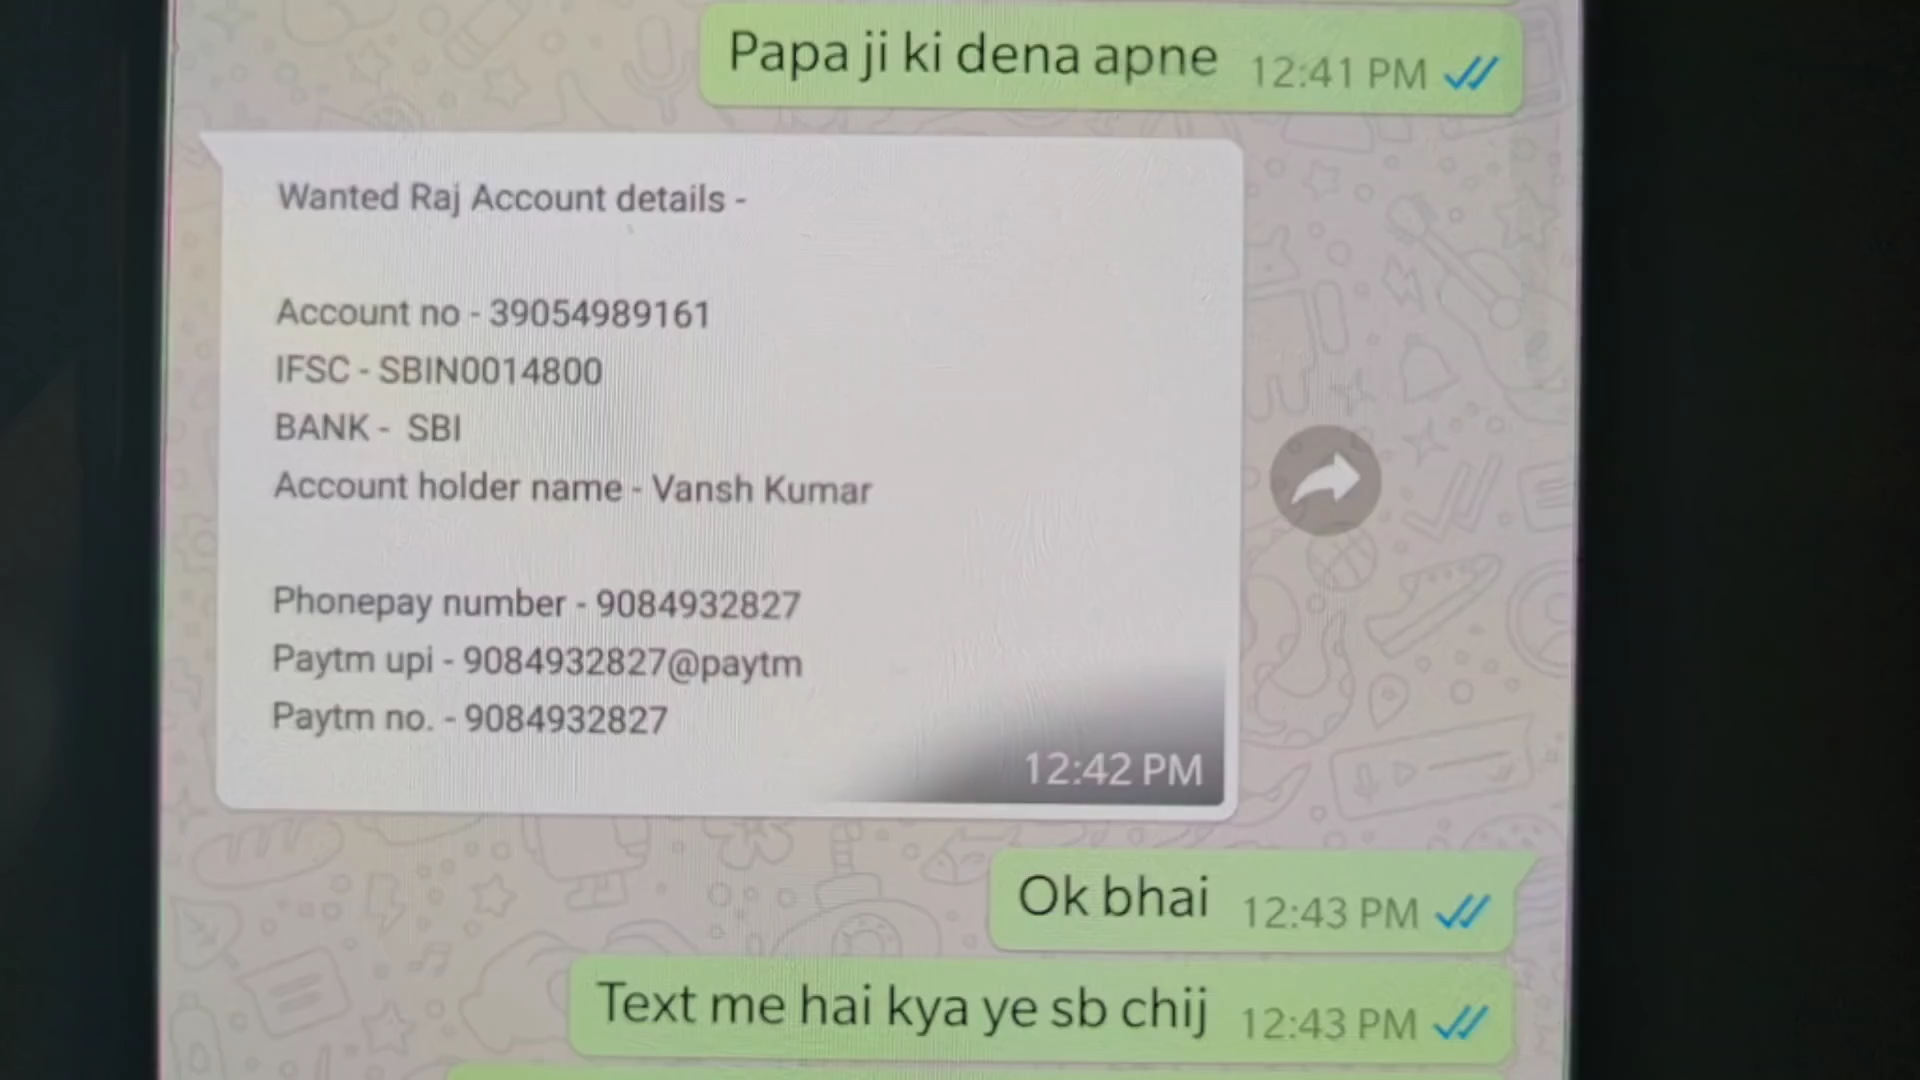 Papa ji ki dena apne 12:41 PM
Wanted Raj Account details -
Account no - 39054989161
IFSC - SBIN0014800
BANK - SBI
Account holder name - Vansh Kumar
Phonepay number - 9084932827
Paytm upi - 9084932827@paytm
Paytm no. - 9084932827
12:42 PM
Ok bhai 12:43 PM
Text me hai kya ye sb chij 12:43 PM